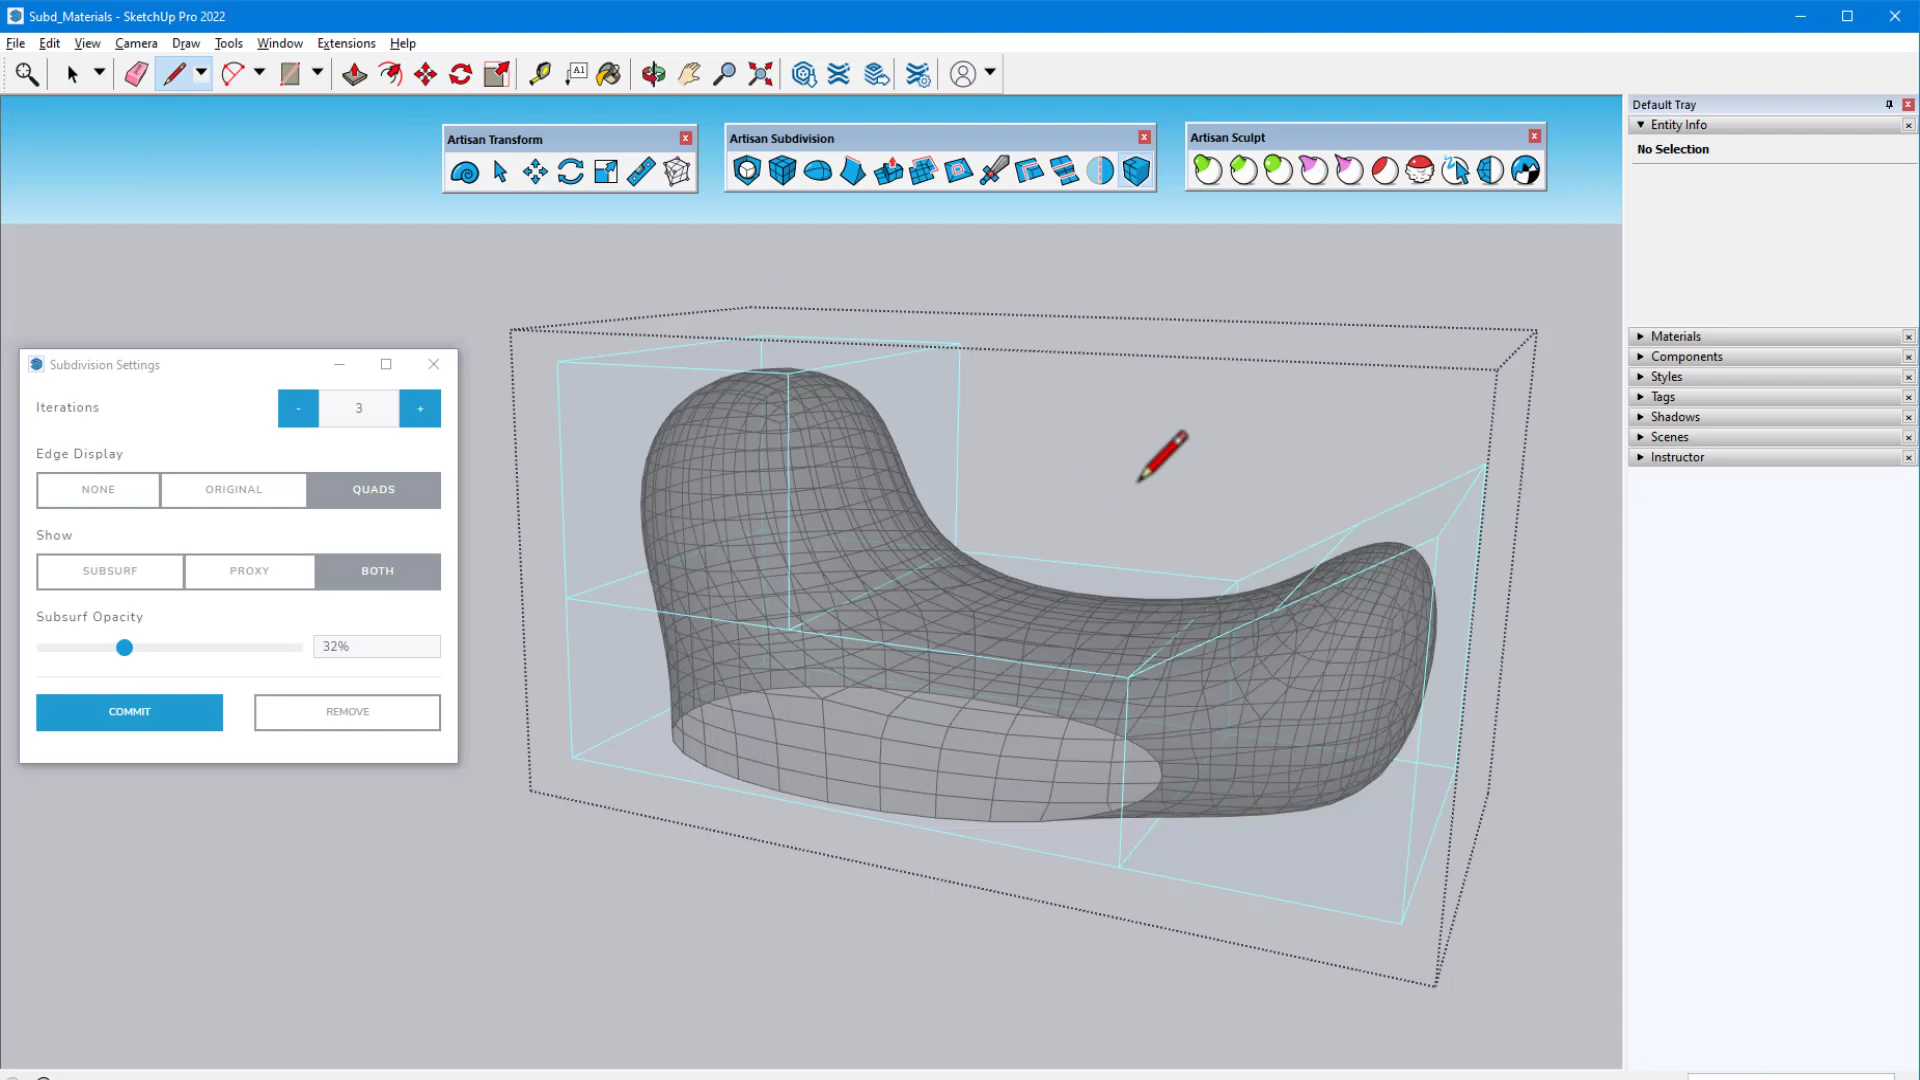 Subd_Materials - SketchUp Pro 2022
File Edit View Camera Draw Tools Window Extensions Help
A1
Default Tray
Entity Info
No Selection
Artisan Transform
Artisan Subdivision
Artisan Sculpt
Materials
Components
Styles
Tags
Shadows
Scenes
Instructor
Subdivision Settings
Iterations
- 3 +
Edge Display
NONE ORIGINAL QUADS
Show
SUBSURF PROXY BOTH
Subsurf Opacity
32%
COMMIT REMOVE